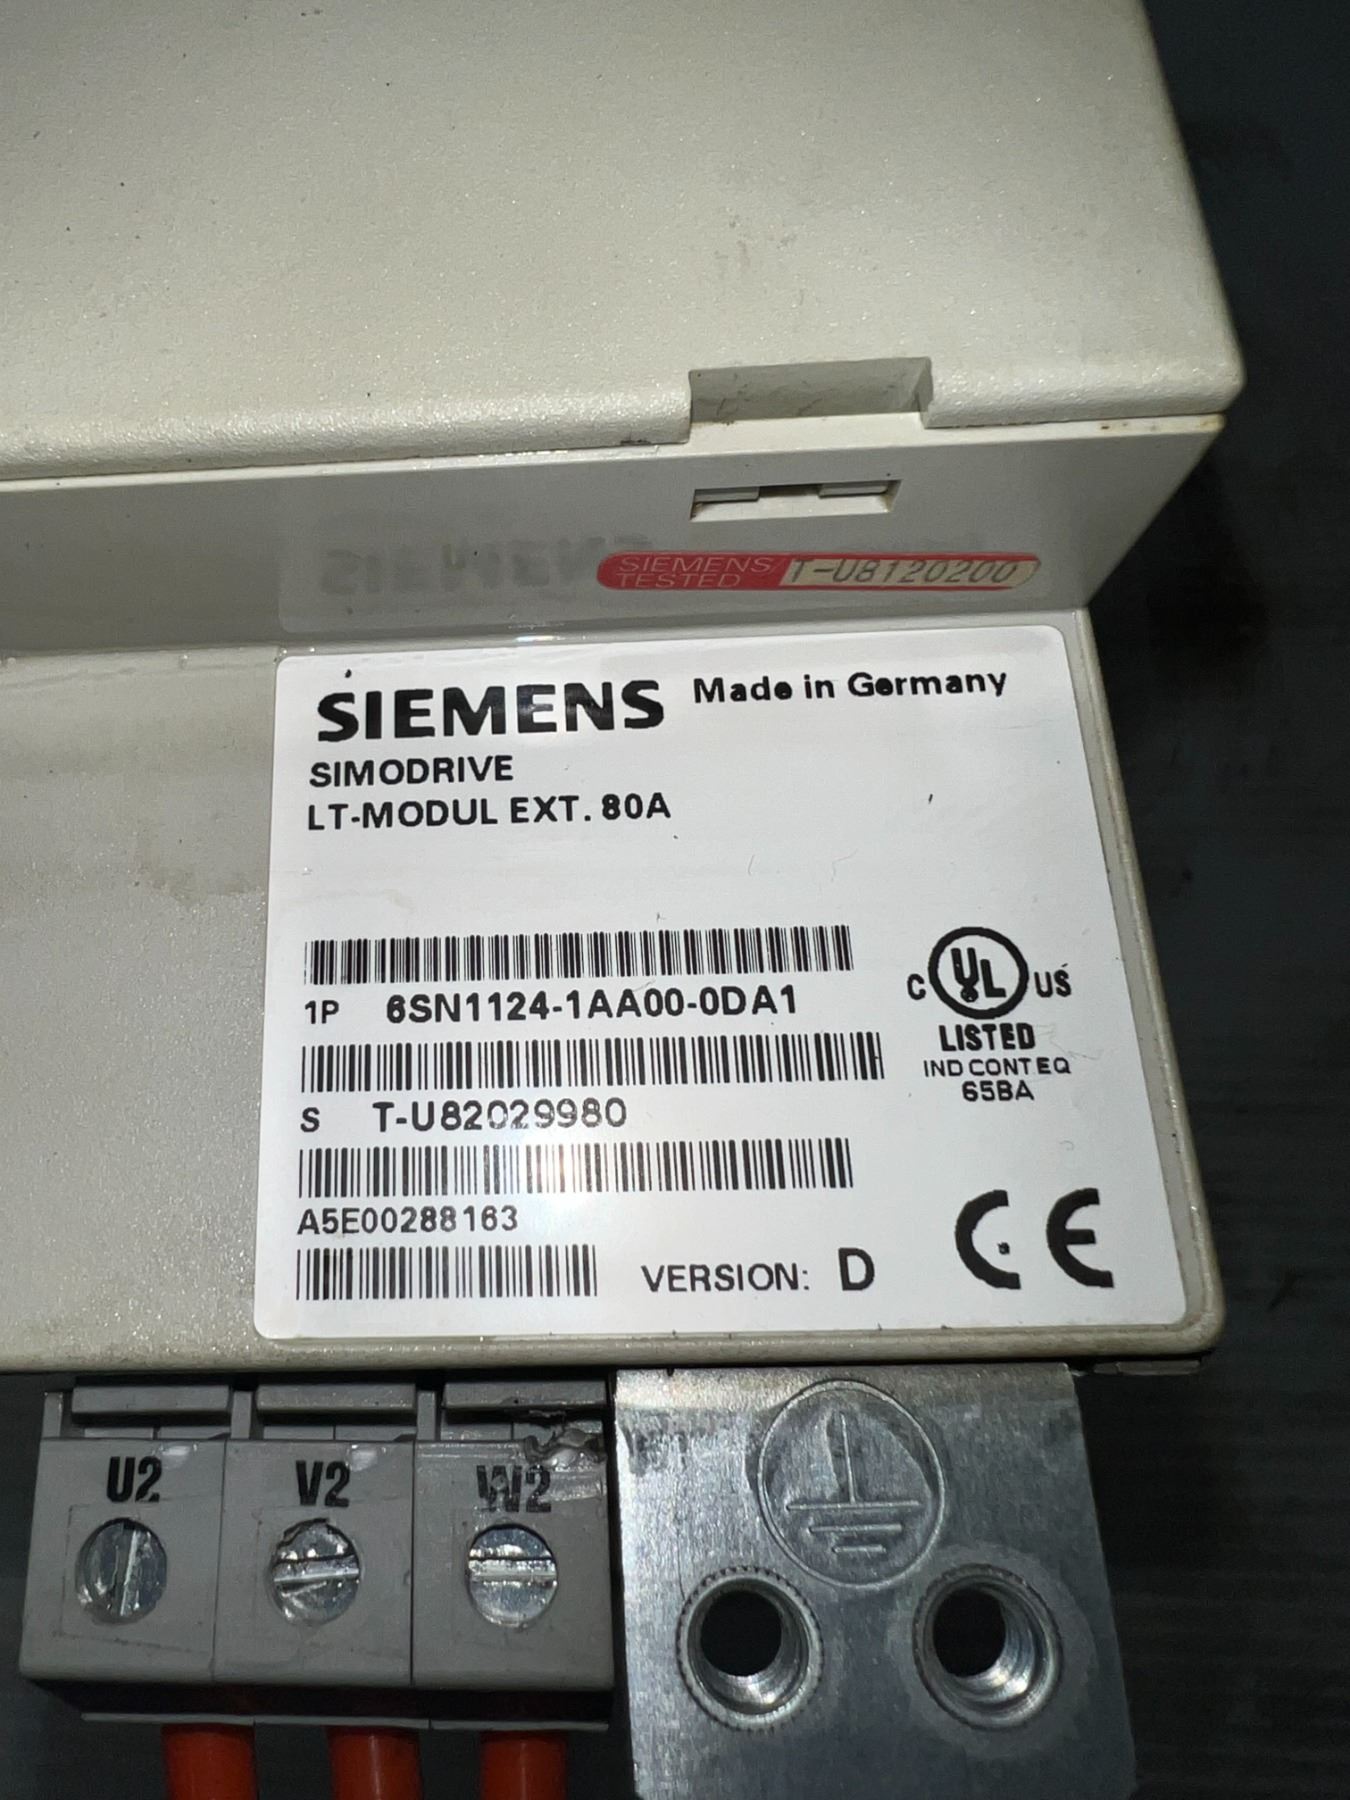 SIEMENS
TESTED
T-U8120200
SIEMENS Made in Germany
SIMODRIVE
LT-MODUL EXT. 80A
1P 6SN1124-1AA00-0DA1
C UL US
LISTED
IND CONT EQ
65BA
S T-U82029980
A5E00288163
VERSION: D
CE
U2 V2 W2